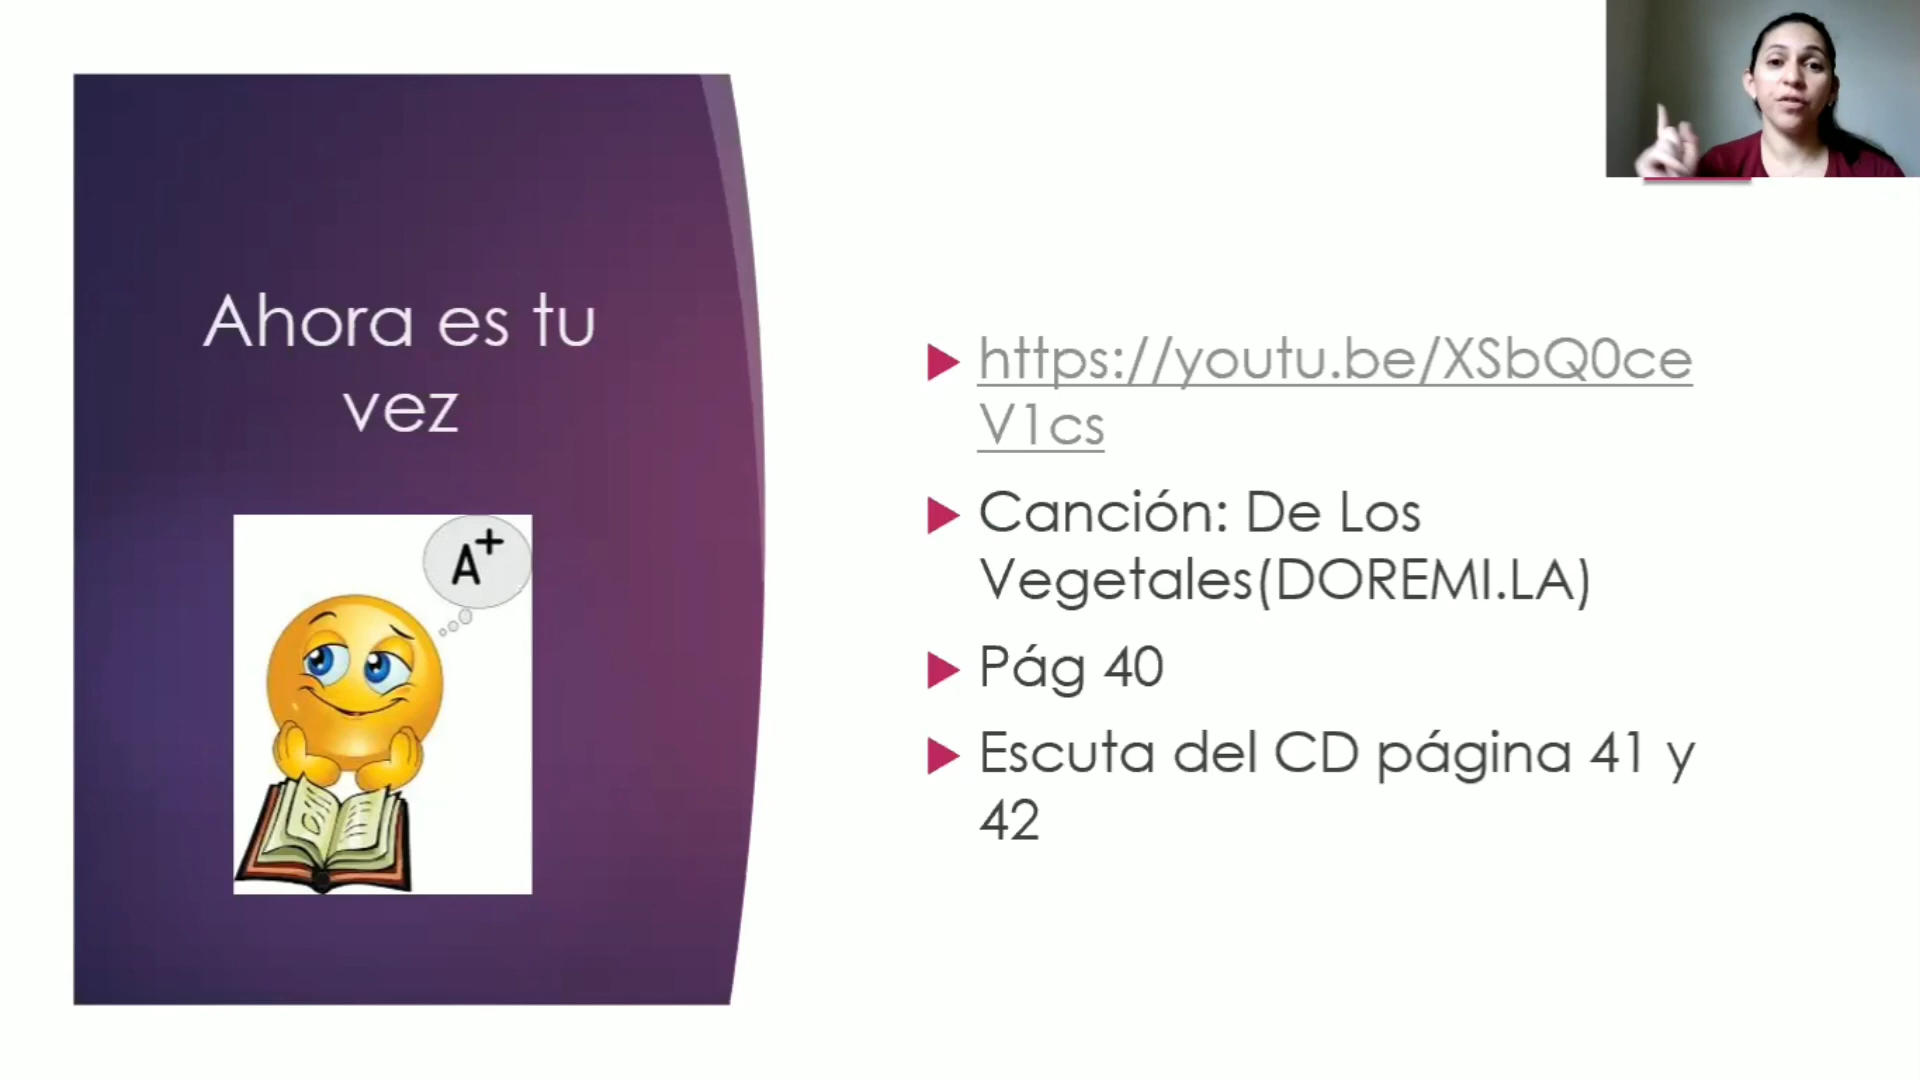 Ahora es tu
vez
A+
https://youtu.be/XSbQ0ce
V1cs
Canción: De Los
Vegetales(DOREMI.LA)
Pág 40
Escuta del CD página 41 y
42